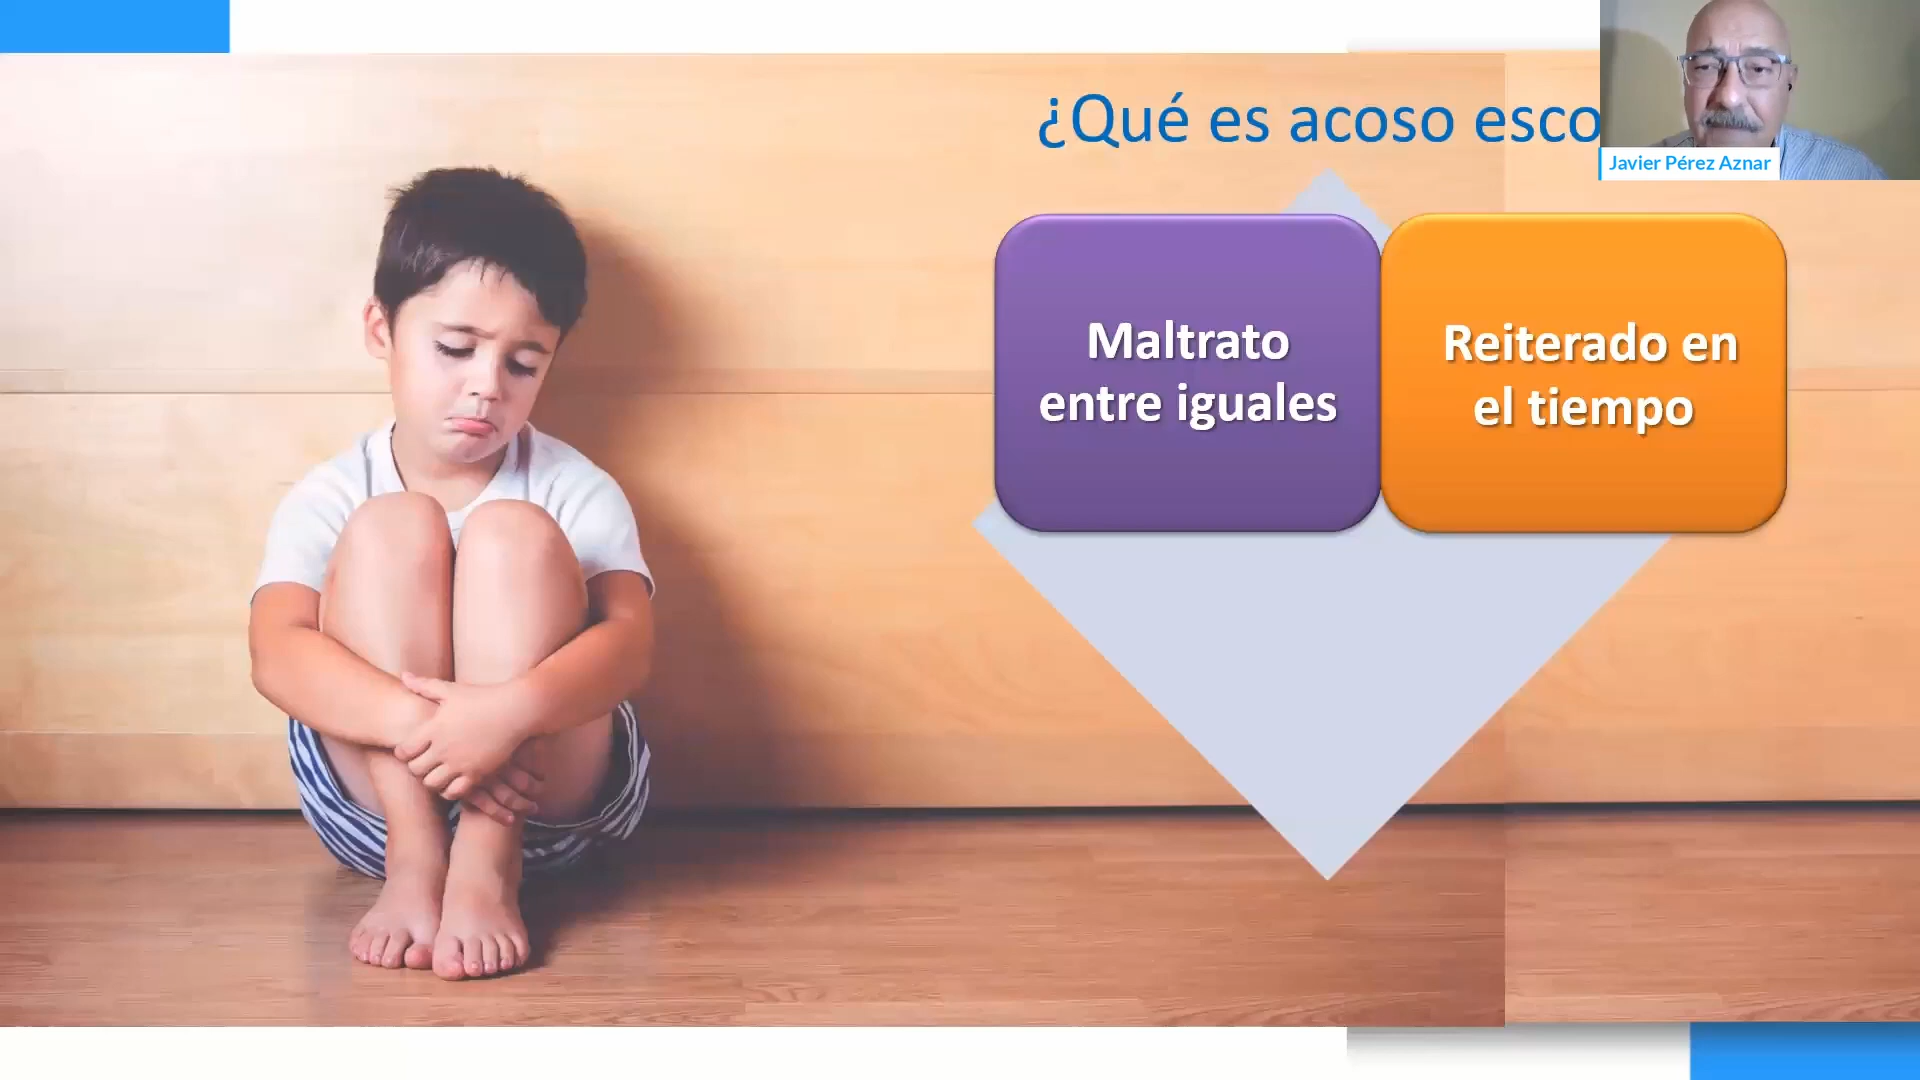 ¿Qué es acoso esco
Javier Pérez Aznar
Maltrato
entre iguales
Reiterado en
el tiempo